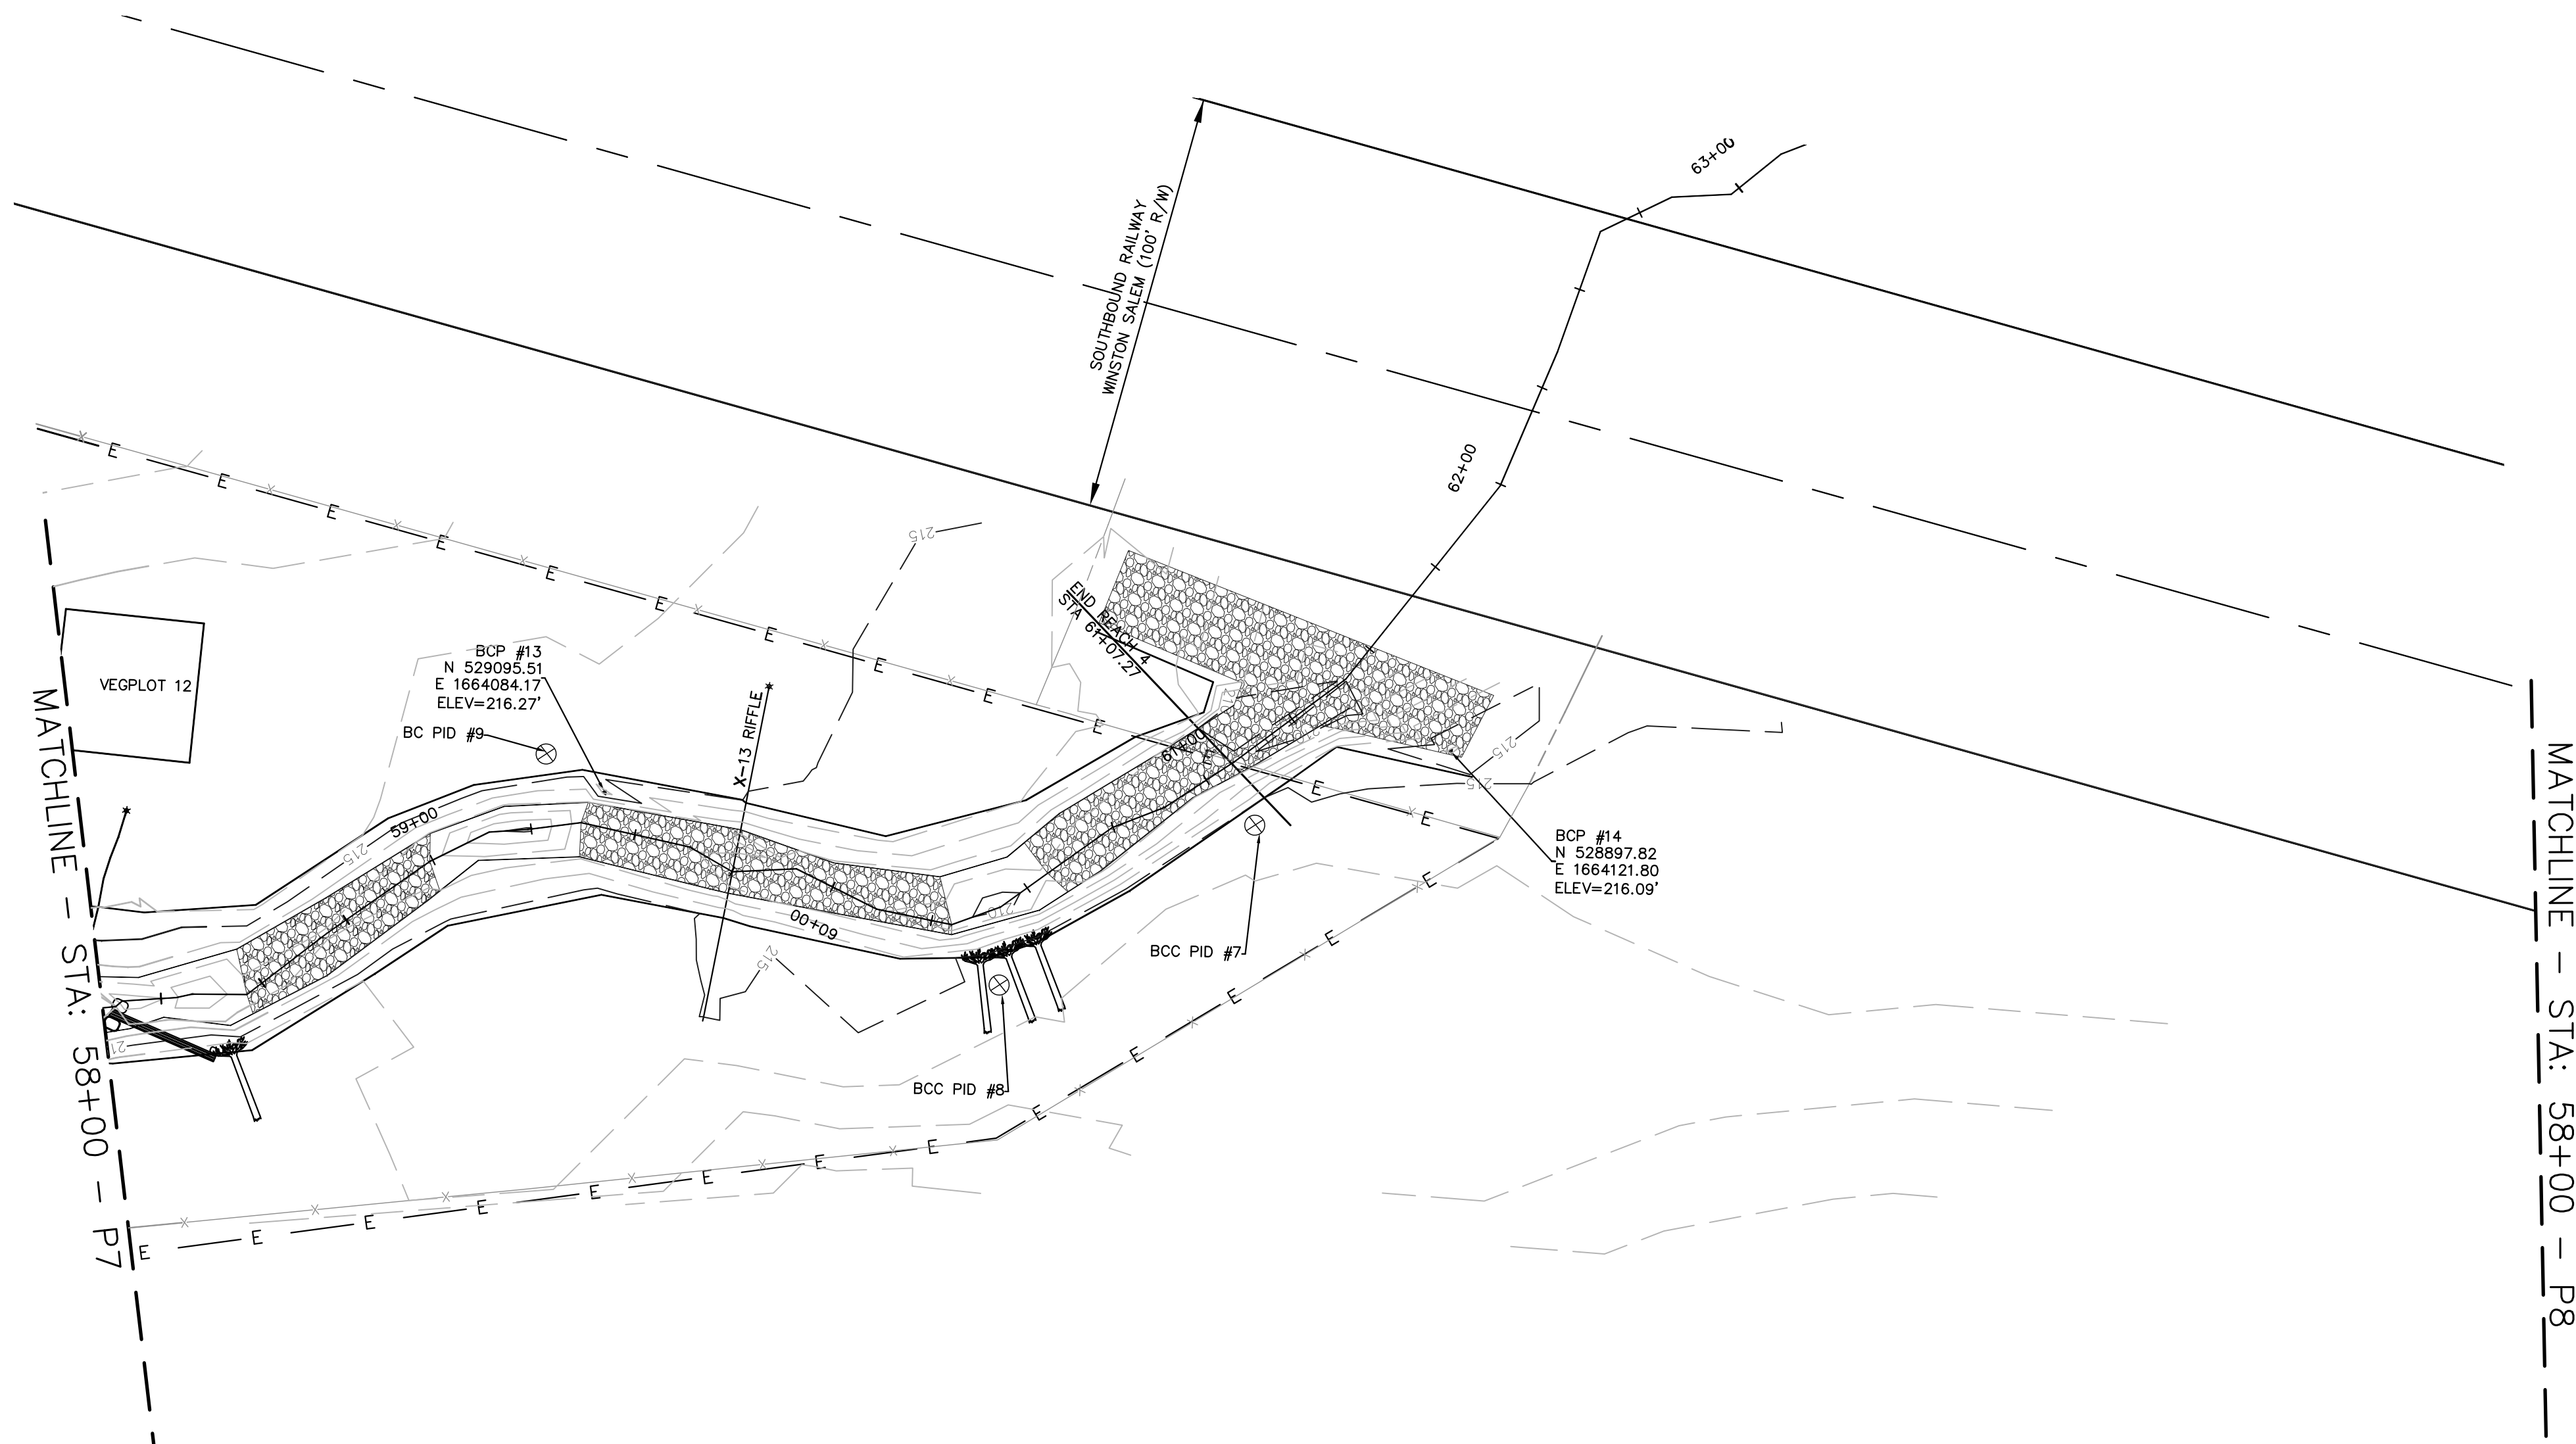 63+00
SOUTHBOUND RAILWAY
WINSTON SALEM (100' R/W)
62+00
E
E
E
E
E
E
E
E
E
E
E
E
215
END REACH 4
STA 61+07.27
BCP #13
N 529095.51
E 1664084.17
ELEV=216.27'
VEGPLOT 12
X-13 RIFFLE
BC PID #9
61+00
215
215
59+00
215
BCP #14
N 528897.82
E 1664121.80
ELEV=216.09'
210
60+00
215
BCC PID #7
BCC PID #8
E
E
E
E
E
E
E
E
E
E
E
E
E
MATCHLINE - STA: 58+00 - P7
MATCHLINE - STA: 58+00 - P8